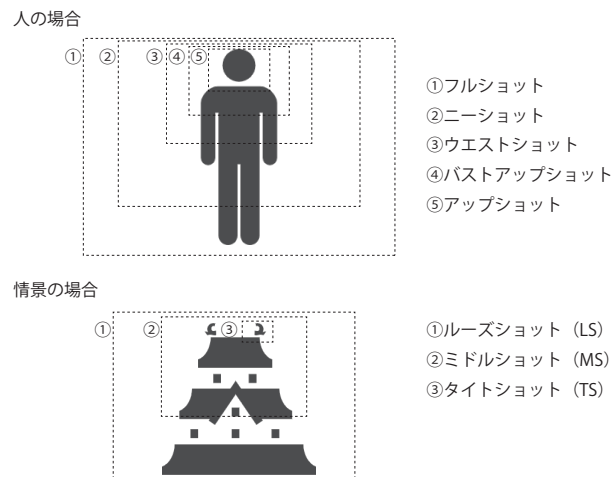 人の場合
① ② ③ ④ ⑤
①フルショット
②ニーショット
③ウエストショット
④バストアップショット
⑤アップショット
情景の場合
① ② ③
①ルーズショット（LS）
②ミドルショット（MS）
③タイトショット（TS）